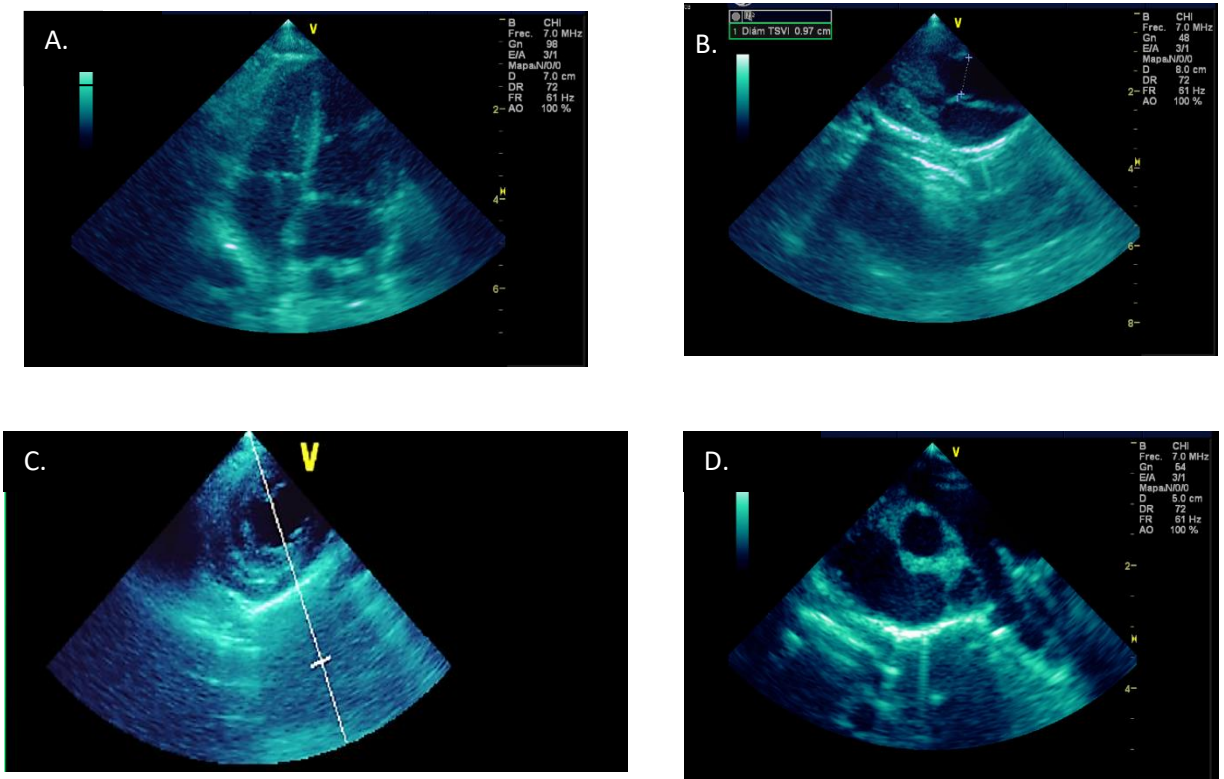 A.
V
B CHI
Frec. 7.0 MHz
Gn 98
E/A 3/1
MapaN/0/0
D 7.0 cm
DR 72
FR 61 Hz
AO 100 %
2-
4-
6-
B.
1 Diám TSVI 0.97 cm
V
B CHI
Frec. 7.0 MHz
Gn 48
E/A 3/1
MapaN/0/0
D 8.0 cm
DR 72
FR 61 Hz
AO 100 %
2-
4-
6-
8-
C.
V
D.
V
B CHI
Frec. 7.0 MHz
Gn 54
E/A 3/1
MapaN/0/0
D 5.0 cm
DR 72
FR 61 Hz
AO 100 %
2-
4-